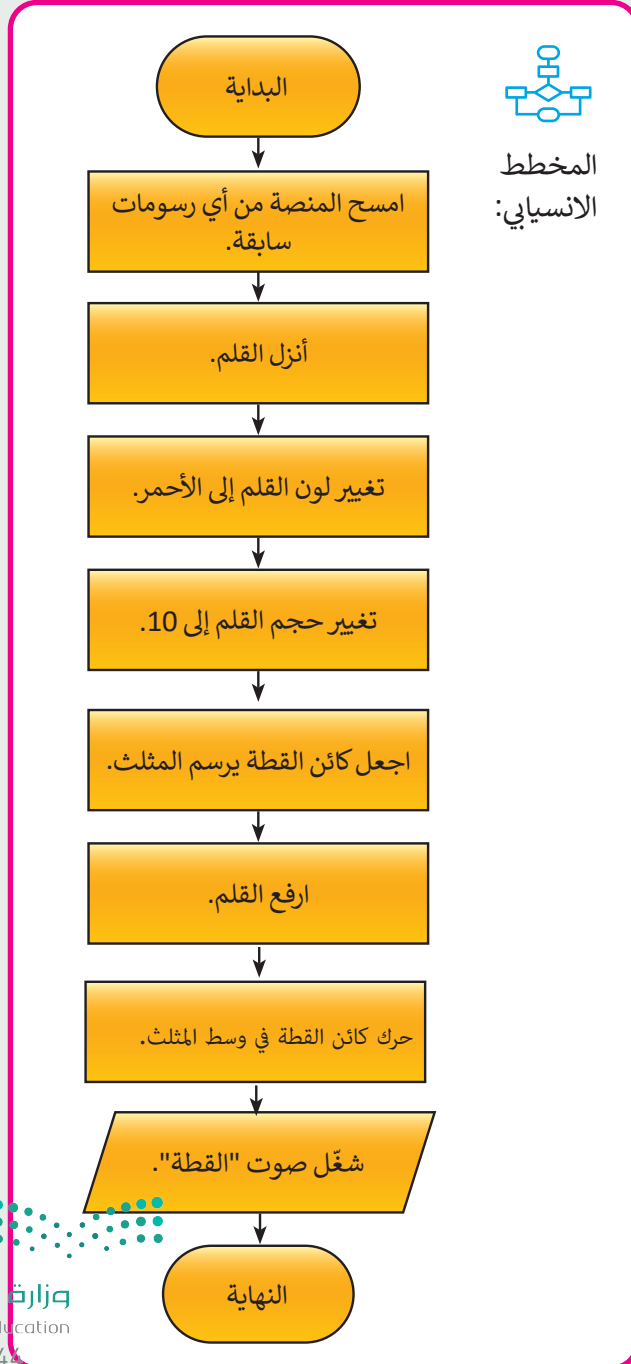 المخطط
الانسيابي:
البداية
امسح المنصة من أي رسومات
سابقة.
أنزل القلم.
تغيير لون القلم إلى الأحمر.
تغيير حجم القلم إلى 10.
اجعل كائن القطة يرسم المثلث.
ارفع القلم.
حرك كائن القطة في وسط المثلث.
شغّل صوت "القطة".
النهاية
وزارة
ucation
44